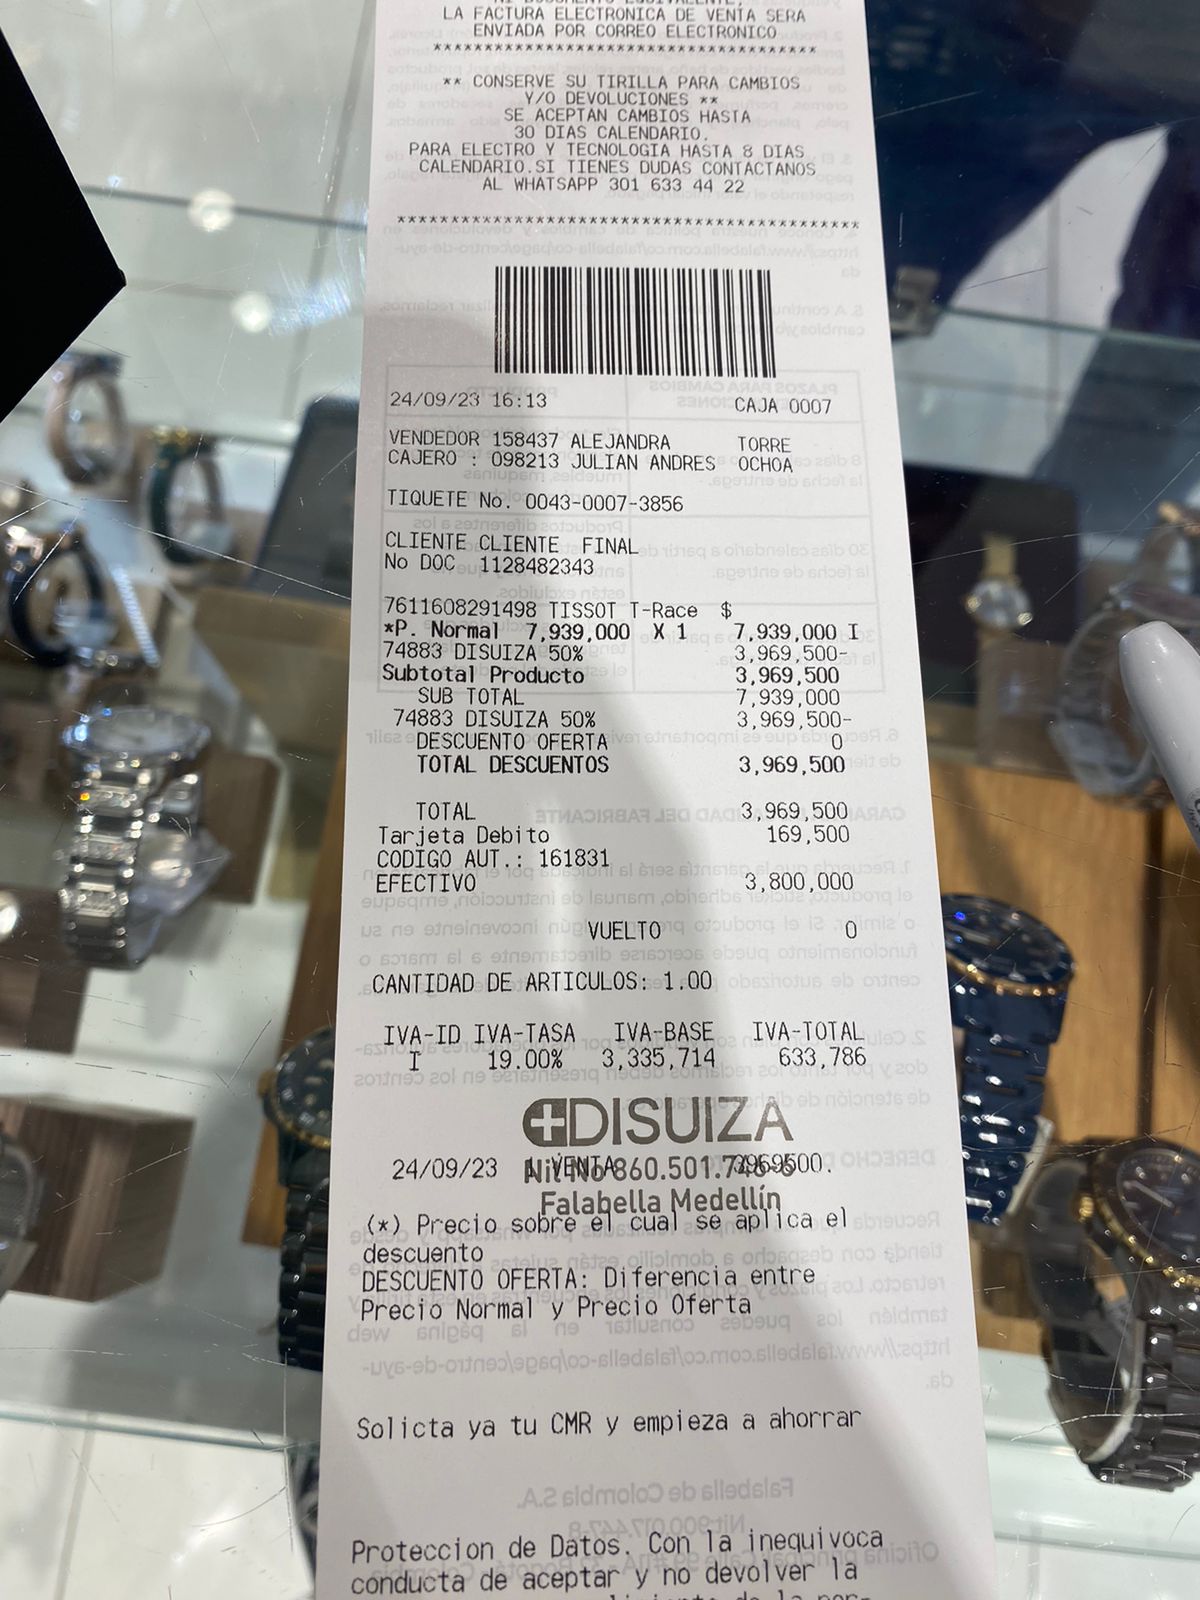 LA FACTURA ELECTRONICA DE VENTA SERA
ENVIADA POR CORREO ELECTRONICO
****************************************
** CONSERVE SU TIRILLA PARA CAMBIOS
Y/O DEVOLUCIONES **
SE ACEPTAN CAMBIOS HASTA
30 DIAS CALENDARIO.
PARA ELECTRO Y TECNOLOGIA HASTA 8 DIAS
CALENDARIO.SI TIENES DUDAS CONTACTANOS
AL WHATSAPP 301 633 44 22
****************************************
24/09/23 16:13 CAJA 0007
VENDEDOR 158437 ALEJANDRA TORRE
CAJERO : 098213 JULIAN ANDRES OCHOA
TIQUETE No. 0043-0007-3856
CLIENTE CLIENTE FINAL
No DOC 1128482343
7611608291498 TISSOT T-Race $
*P. Normal 7,939,000 X 1 7,939,000 I
74883 DISUIZA 50% 3,969,500-
Subtotal Producto 3,969,500
SUB TOTAL 7,939,000
74883 DISUIZA 50% 3,969,500-
DESCUENTO OFERTA 0
TOTAL DESCUENTOS 3,969,500
TOTAL 3,969,500
Tarjeta Debito 169,500
CODIGO AUT.: 161831
EFECTIVO 3,800,000
VUELTO 0
CANTIDAD DE ARTICULOS: 1.00
IVA-ID IVA-TASA IVA-BASE IVA-TOTAL
I 19.00% 3,335,714 633,786
DISUIZA
24/09/23 VENTA 3969500.
Nit No 860.501.746-6
Falabella Medellín
(*) Precio sobre el cual se aplica el
descuento
DESCUENTO OFERTA: Diferencia entre
Precio Normal y Precio Oferta
Solicta ya tu CMR y empieza a ahorrar
Proteccion de Datos. Con la inequivoca
conducta de aceptar y no devolver la